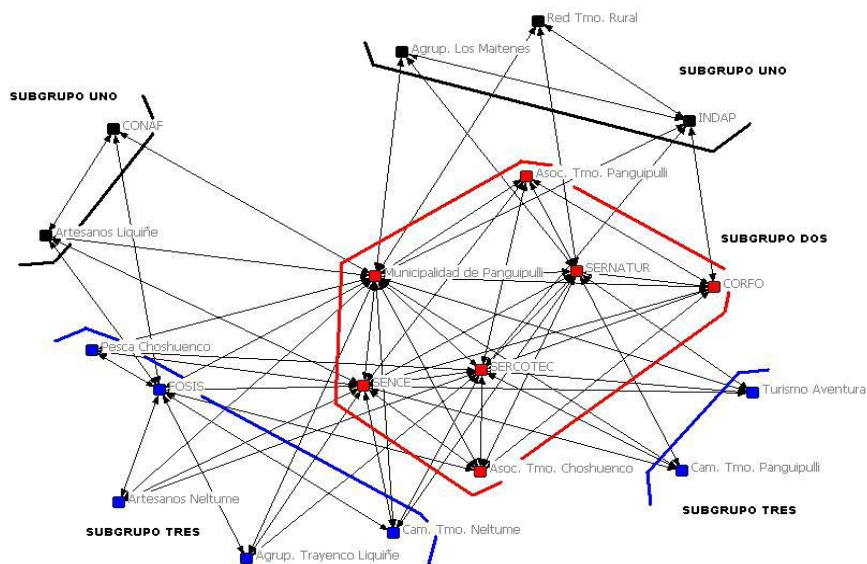 Red Tmo. Rural
Agrup. Los Maitenes
SUBGRUPO UNO
SUBGRUPO UNO
CONAF
INDAP
Asoc. Tmo. Panguipulli
Artesanos Liquiñe
SUBGRUPO DOS
Municipalidad de Panguipulli
SERNATUR
CORFO
Pesca Choshuenco
SERCOTEC
FOSIS
SENCE
Turismo Aventura
Asoc. Tmo. Choshuenco
Cam. Tmo. Panguipulli
Artesanos Neltume
SUBGRUPO TRES
SUBGRUPO TRES
Cam. Tmo. Neltume
Agrup. Trayenco Liquiñe